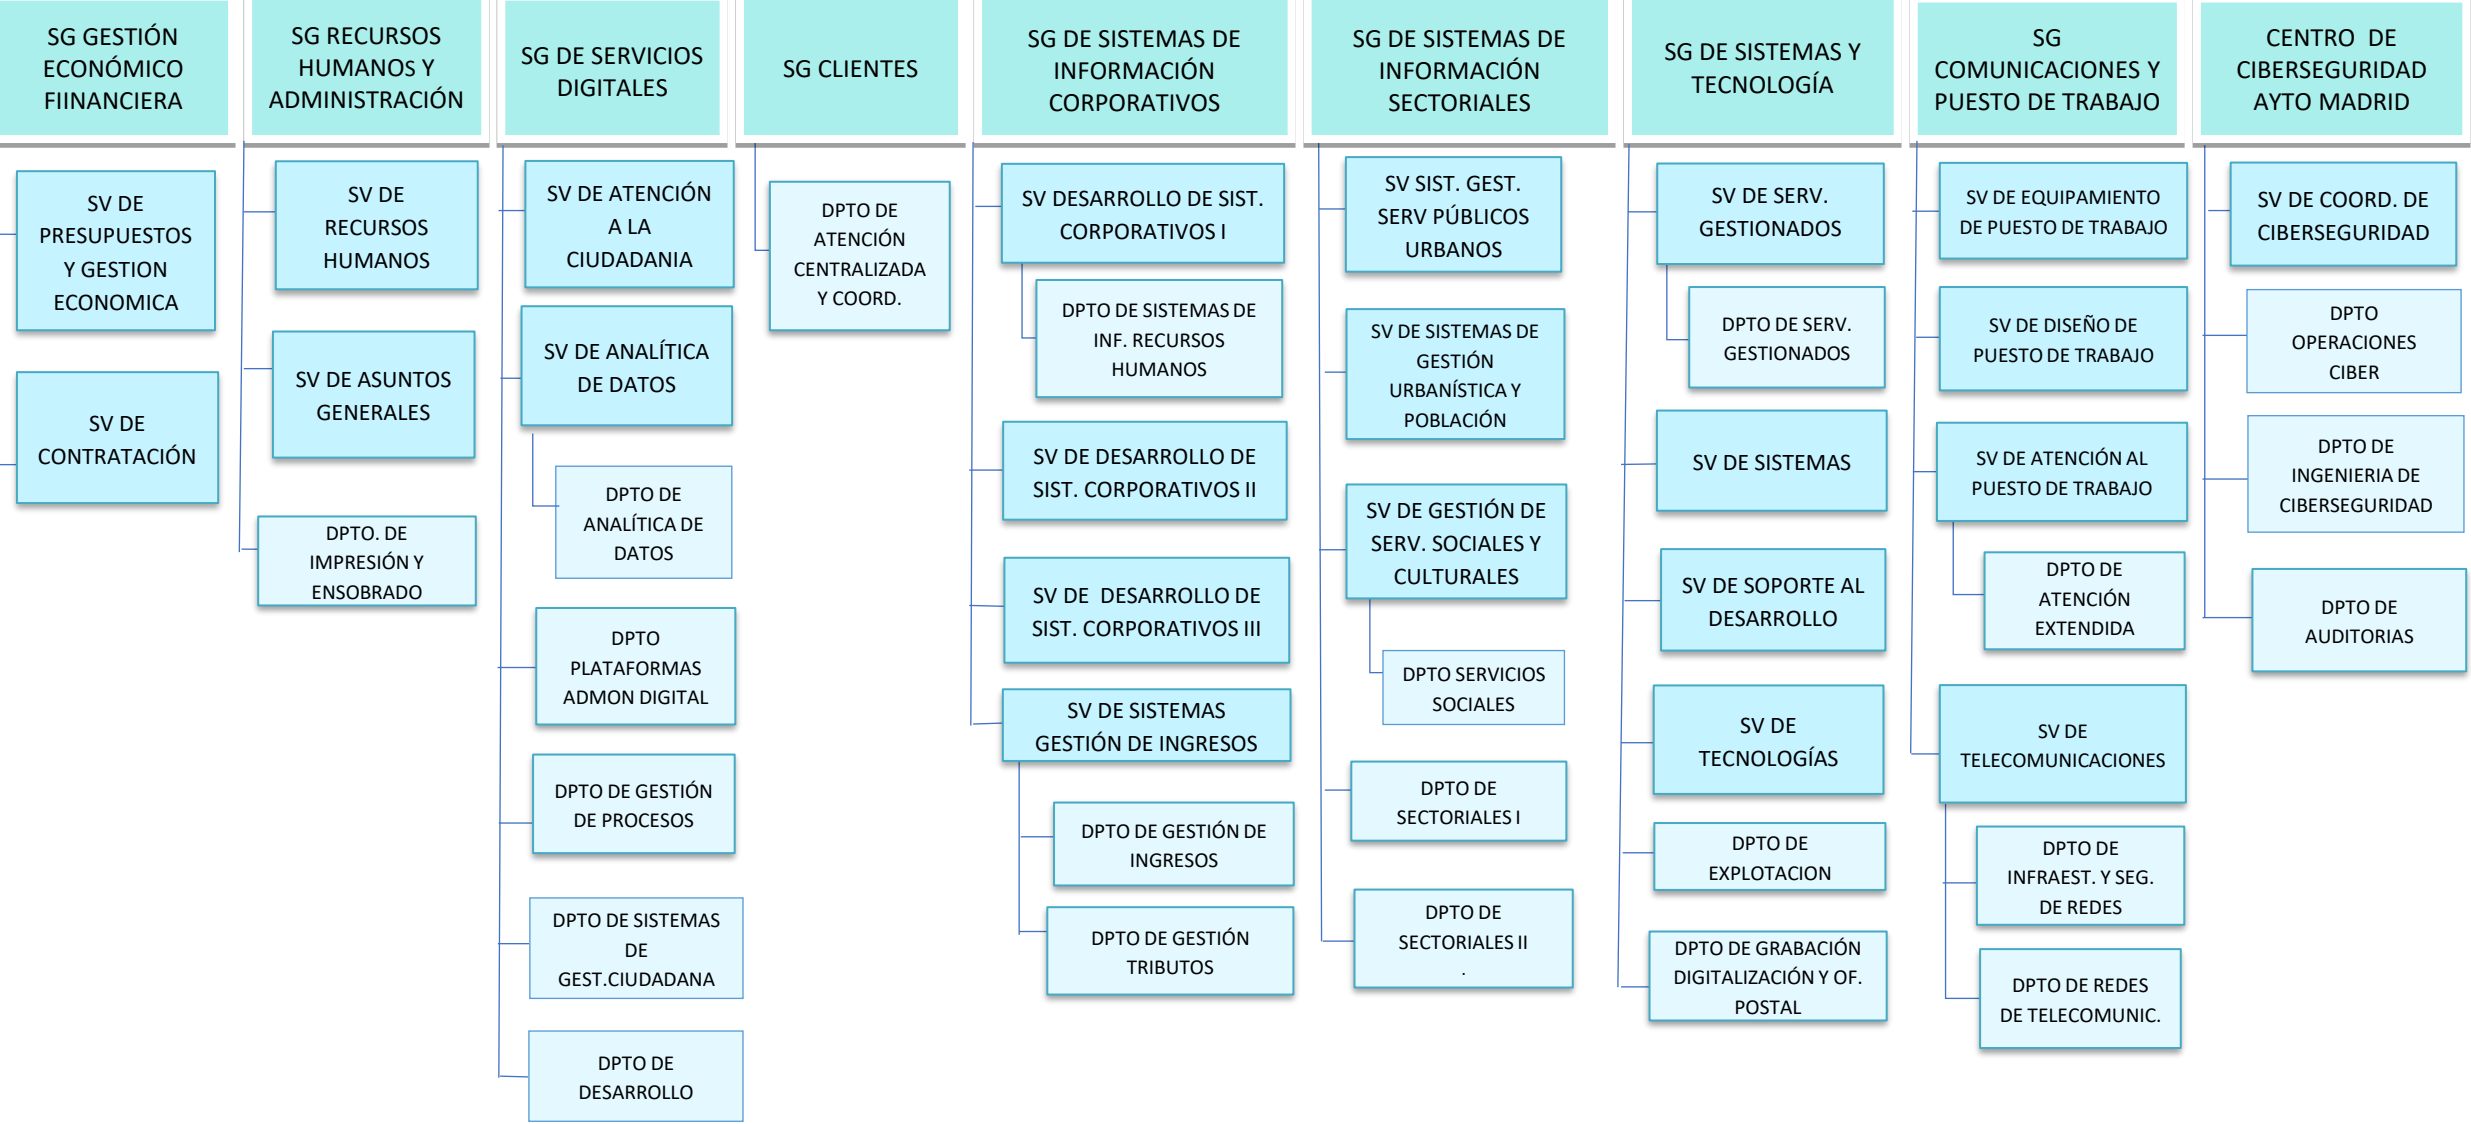 SG GESTIÓN
ECONÓMICO
FIINANCIERA
SV DE
PRESUPUESTOS
Y GESTION
ECONOMICA
SV DE
CONTRATACIÓN
SG RECURSOS
HUMANOS Y
ADMINISTRACIÓN
SV DE
RECURSOS
HUMANOS
SV DE ASUNTOS
GENERALES
DPTO. DE
IMPRESIÓN Y
ENSOBRADO
SG DE SERVICIOS
DIGITALES
SV DE ATENCIÓN
A LA
CIUDADANIA
SV DE ANALÍTICA
DE DATOS
DPTO DE
ANALÍTICA DE
DATOS
DPTO
PLATAFORMAS
ADMON DIGITAL
DPTO DE GESTIÓN
DE PROCESOS
DPTO DE SISTEMAS
DE
GEST.CIUDADANA
DPTO DE
DESARROLLO
SG CLIENTES
DPTO DE
ATENCIÓN
CENTRALIZADA
Y COORD.
SG DE SISTEMAS DE
INFORMACIÓN
CORPORATIVOS
SV DESARROLLO DE SIST.
CORPORATIVOS I
DPTO DE SISTEMAS DE
INF. RECURSOS
HUMANOS
SV DE DESARROLLO DE
SIST. CORPORATIVOS II
SV DE  DESARROLLO DE
SIST. CORPORATIVOS III
SV DE SISTEMAS
GESTIÓN DE INGRESOS
DPTO DE GESTIÓN DE
INGRESOS
DPTO DE GESTIÓN
TRIBUTOS
SG DE SISTEMAS DE
INFORMACIÓN
SECTORIALES
SV SIST. GEST.
SERV PÚBLICOS
URBANOS
SV DE SISTEMAS DE
GESTIÓN
URBANÍSTICA Y
POBLACIÓN
SV DE GESTIÓN DE
SERV. SOCIALES Y
CULTURALES
DPTO SERVICIOS
SOCIALES
DPTO DE
SECTORIALES I
DPTO DE
SECTORIALES II
.
SG DE SISTEMAS Y
TECNOLOGÍA
SV DE SERV.
GESTIONADOS
DPTO DE SERV.
GESTIONADOS
SV DE SISTEMAS
SV DE SOPORTE AL
DESARROLLO
SV DE
TECNOLOGÍAS
DPTO DE
EXPLOTACION
DPTO DE GRABACIÓN
DIGITALIZACIÓN Y OF.
POSTAL
SG
COMUNICACIONES Y
PUESTO DE TRABAJO
SV DE EQUIPAMIENTO
DE PUESTO DE TRABAJO
SV DE DISEÑO DE
PUESTO DE TRABAJO
SV DE ATENCIÓN AL
PUESTO DE TRABAJO
DPTO DE
ATENCIÓN
EXTENDIDA
SV DE
TELECOMUNICACIONES
DPTO DE
INFRAEST. Y SEG.
DE REDES
DPTO DE REDES
DE TELECOMUNIC.
CENTRO  DE
CIBERSEGURIDAD
AYTO MADRID
SV DE COORD. DE
CIBERSEGURIDAD
DPTO
OPERACIONES
CIBER
DPTO DE
INGENIERIA DE
CIBERSEGURIDAD
DPTO DE
AUDITORIAS